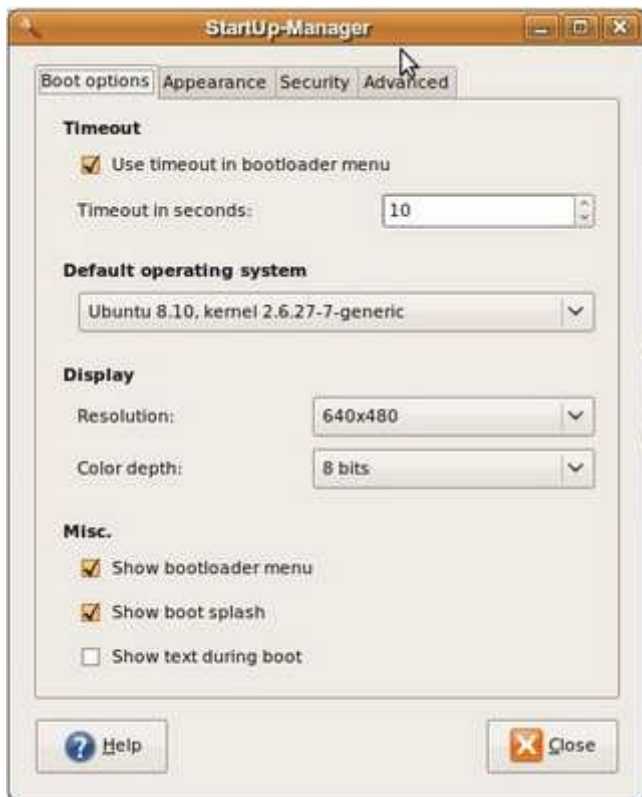 StartUp-Manager
Boot options Appearance Security Advanced
Timeout
Use timeout in bootloader menu
Timeout in seconds: 10
Default operating system
Ubuntu 8.10, kernel 2.6.27-7-generic
Display
Resolution: 640x480
Color depth: 8 bits
Misc.
Show bootloader menu
Show boot splash
Show text during boot
Help Close